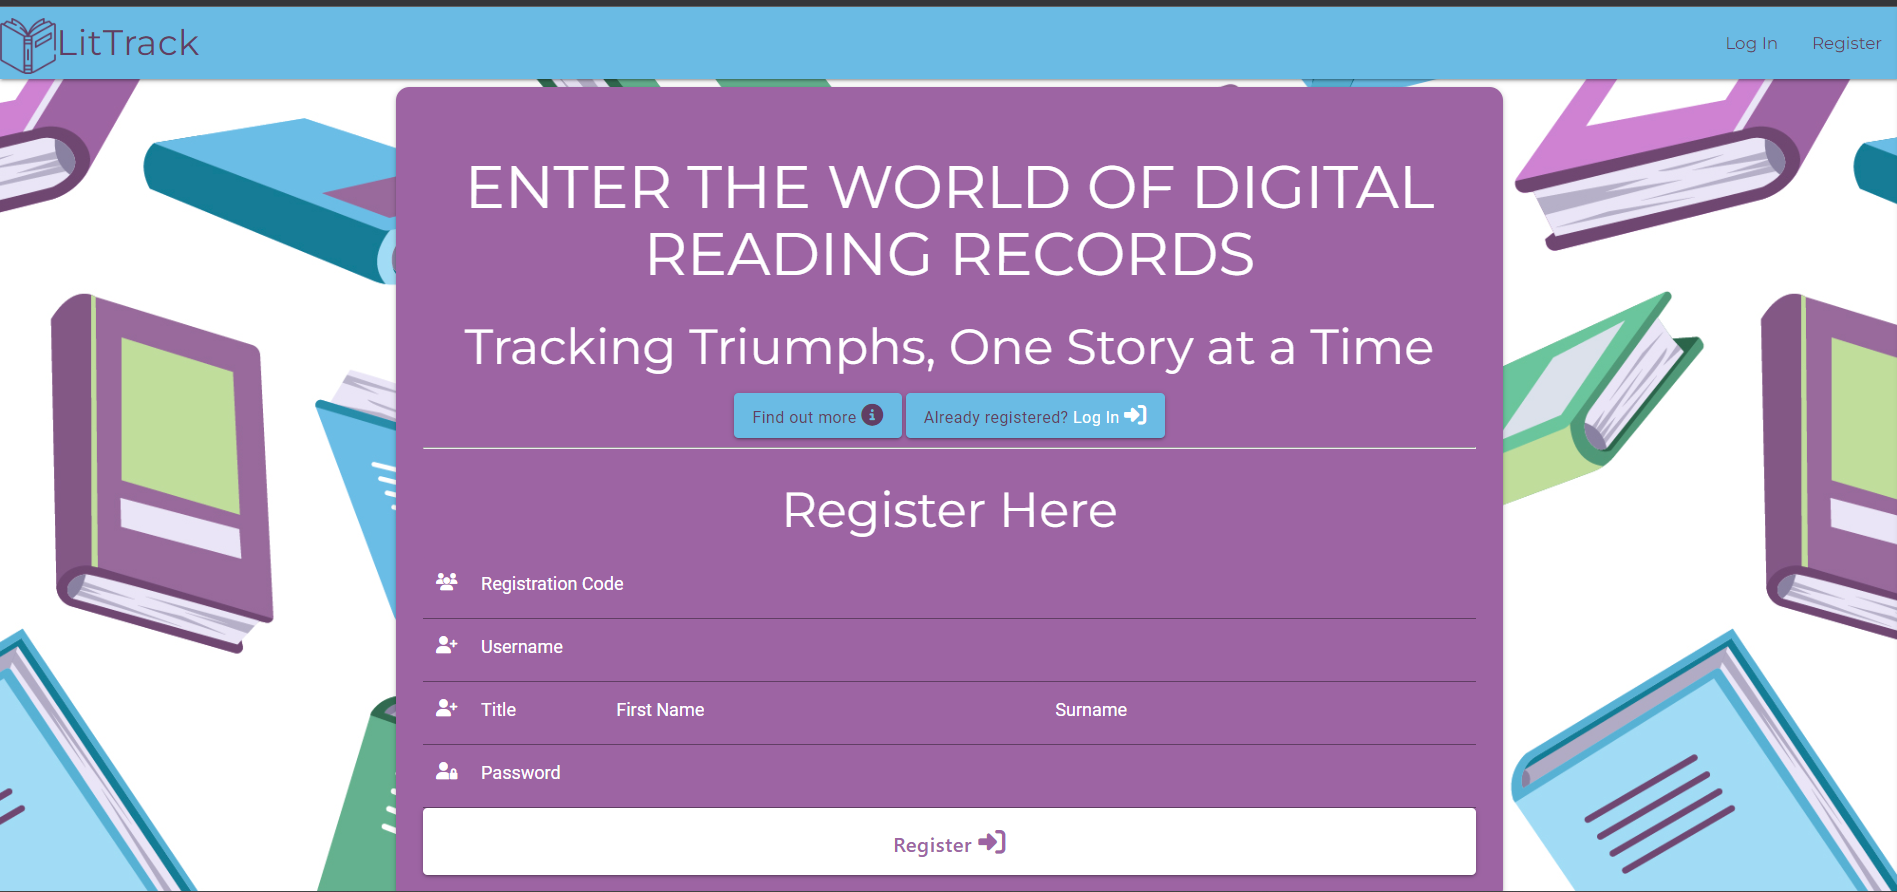 LitTrack
Log In
Register
ENTER THE WORLD OF DIGITAL
READING RECORDS
Tracking Triumphs, One Story at a Time
Find out more
Already registered? Log In
Register Here
Registration Code
Username
Title First Name Surname
Password
Register